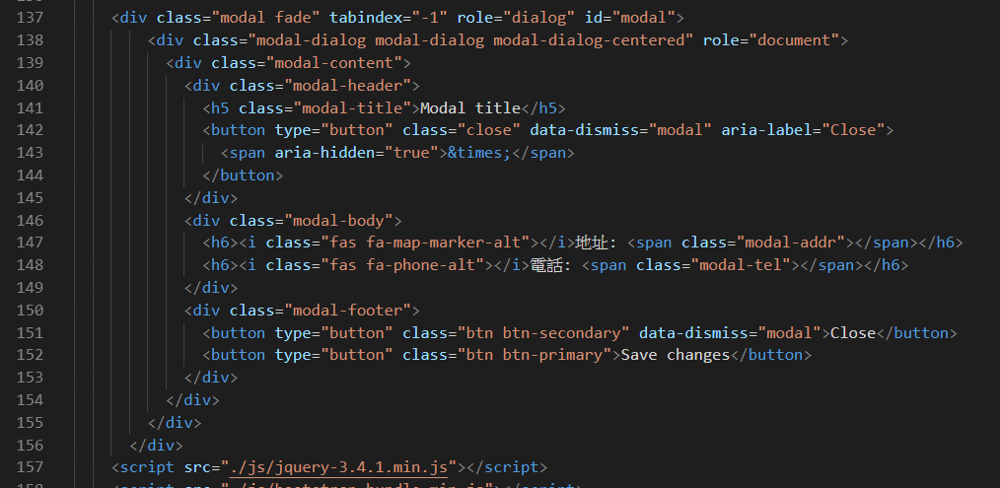 137 <div class="modal fade" tabindex="-1" role="dialog" id="modal">
138 <div class="modal-dialog modal-dialog modal-dialog-centered" role="document">
139 <div class="modal-content">
140 <div class="modal-header">
141 <h5 class="modal-title">Modal title</h5>
142 <button type="button" class="close" data-dismiss="modal" aria-label="Close">
143 <span aria-hidden="true">&times;</span>
144 </button>
145 </div>
146 <div class="modal-body">
147 <h6><i class="fas fa-map-marker-alt"></i>地址: <span class="modal-addr"></span></h6>
148 <h6><i class="fas fa-phone-alt"></i>電話: <span class="modal-tel"></span></h6>
149 </div>
150 <div class="modal-footer">
151 <button type="button" class="btn btn-secondary" data-dismiss="modal">Close</button>
152 <button type="button" class="btn btn-primary">Save changes</button>
153 </div>
154 </div>
155 </div>
156 </div>
157 <script src="./js/jquery-3.4.1.min.js"></script>